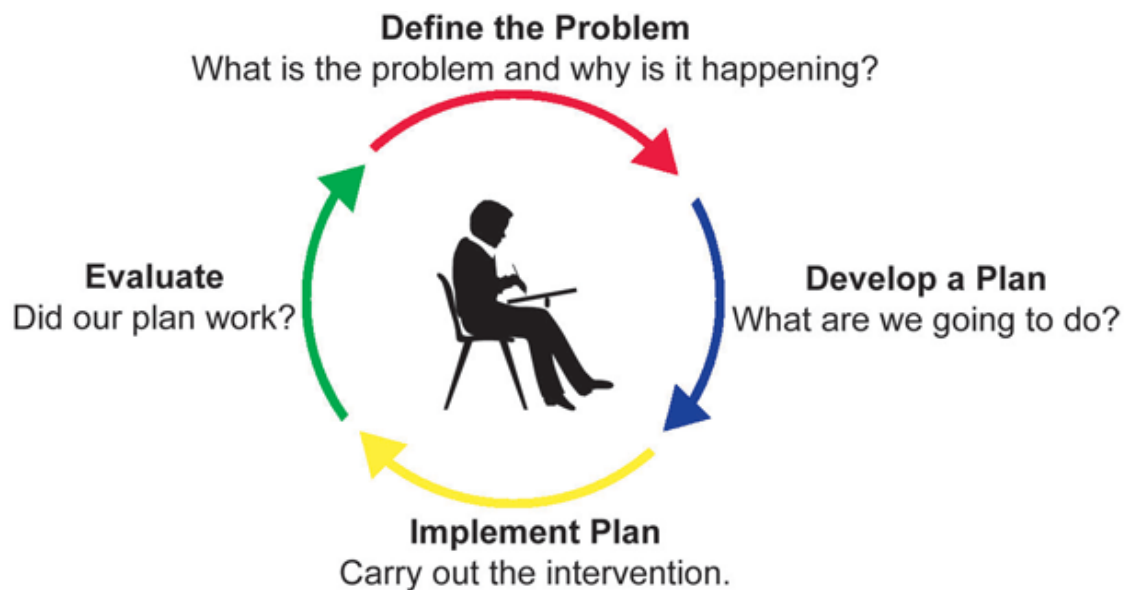 Define the Problem
What is the problem and why is it happening?
Develop a Plan
What are we going to do?
Implement Plan
Carry out the intervention.
Evaluate
Did our plan work?